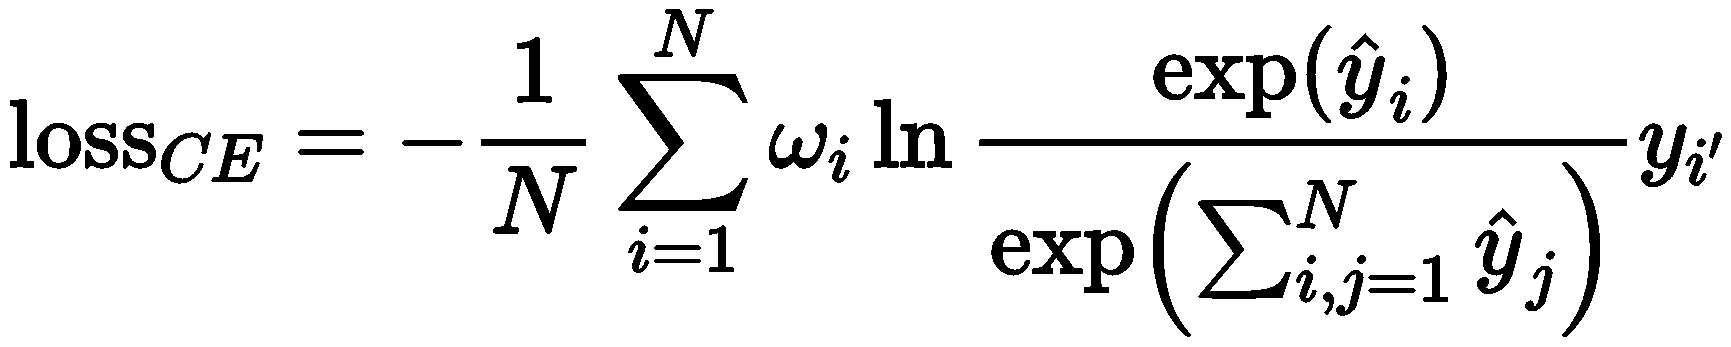 loss_{CE} = -\frac{1}{N} \sum_{i=1}^{N} \omega_i \ln \frac{\exp(\hat{y}_i)}{\exp\left(\sum_{i,j=1}^{N} \hat{y}_j\right)} y_{i'}